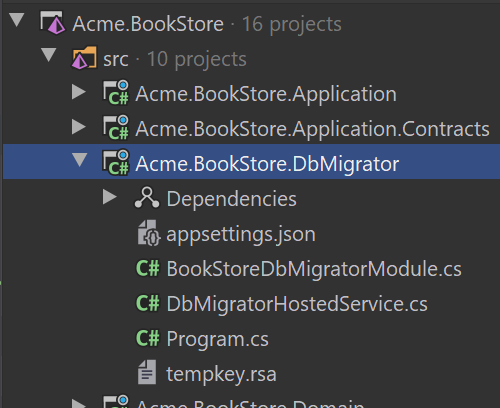 Acme.BookStore · 16 projects
src · 10 projects
C# Acme.BookStore.Application
C# Acme.BookStore.Application.Contracts
C# Acme.BookStore.DbMigrator
Dependencies
appsettings.json
C# BookStoreDbMigratorModule.cs
C# DbMigratorHostedService.cs
C# Program.cs
tempkey.rsa
Acme.BookStore.Domain